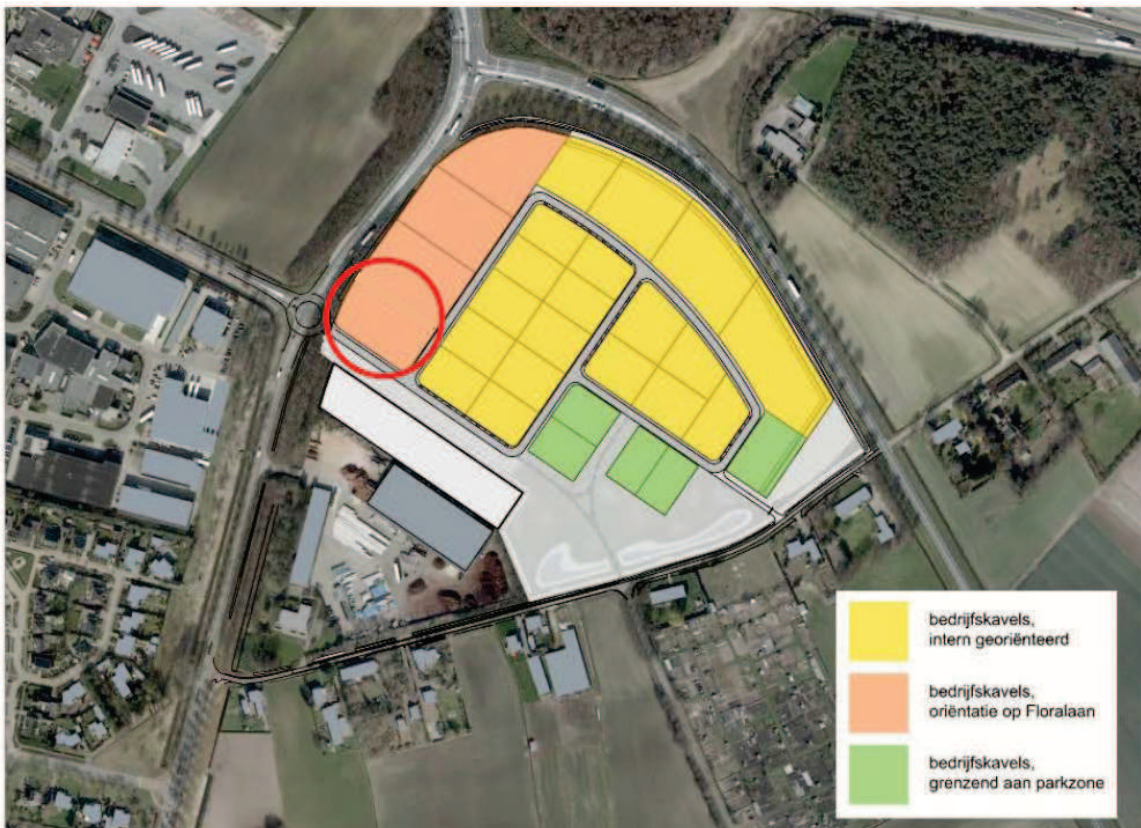 bedrijfskavels,
intern georiënteerd
bedrijfskavels,
oriëntatie op Floralaan
bedrijfskavels,
grenzend aan parkzone